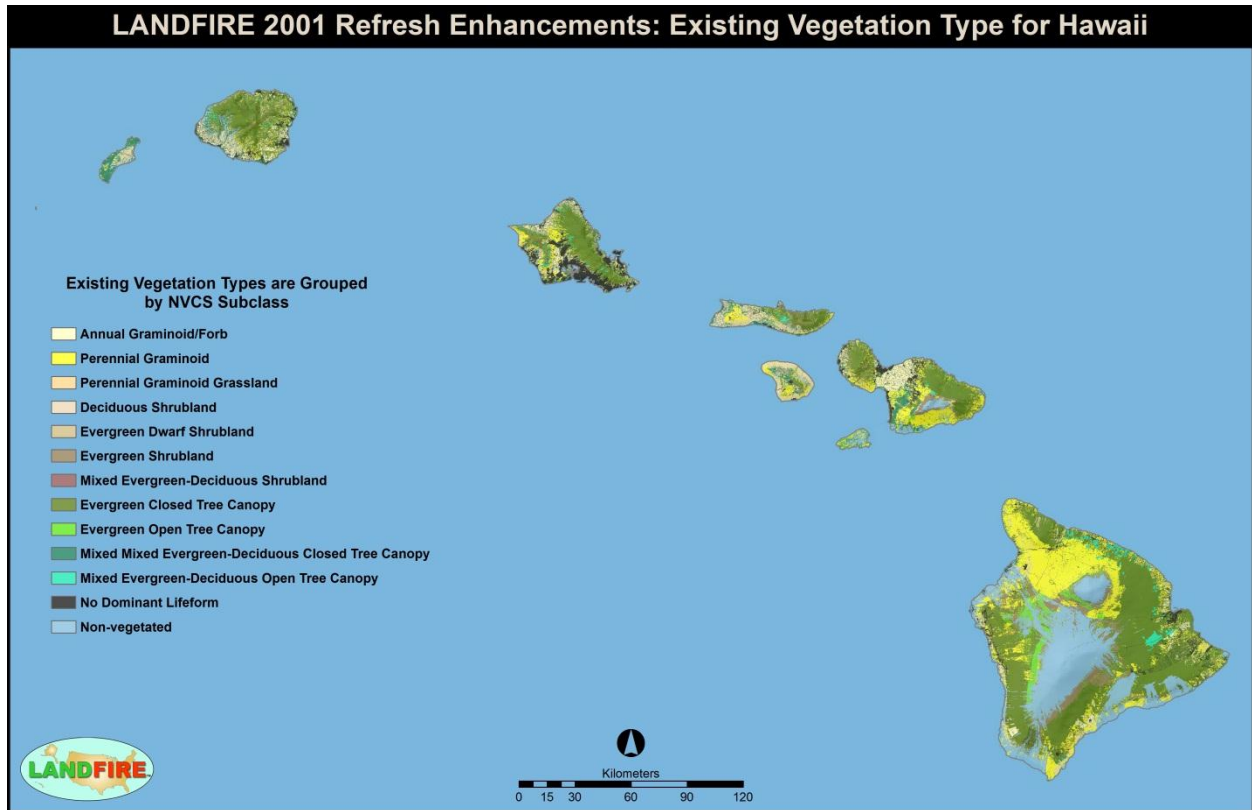 LANDFIRE 2001 Refresh Enhancements: Existing Vegetation Type for Hawaii
Existing Vegetation Types are Grouped
by NVCS Subclass
Annual Graminoid/Forb
Perennial Graminoid
Perennial Graminoid Grassland
Deciduous Shrubland
Evergreen Dwarf Shrubland
Evergreen Shrubland
Mixed Evergreen-Deciduous Shrubland
Evergreen Closed Tree Canopy
Evergreen Open Tree Canopy
Mixed Mixed Evergreen-Deciduous Closed Tree Canopy
Mixed Evergreen-Deciduous Open Tree Canopy
No Dominant Lifeform
Non-vegetated
LANDFIRE
Kilometers
0 15 30 60 90 120